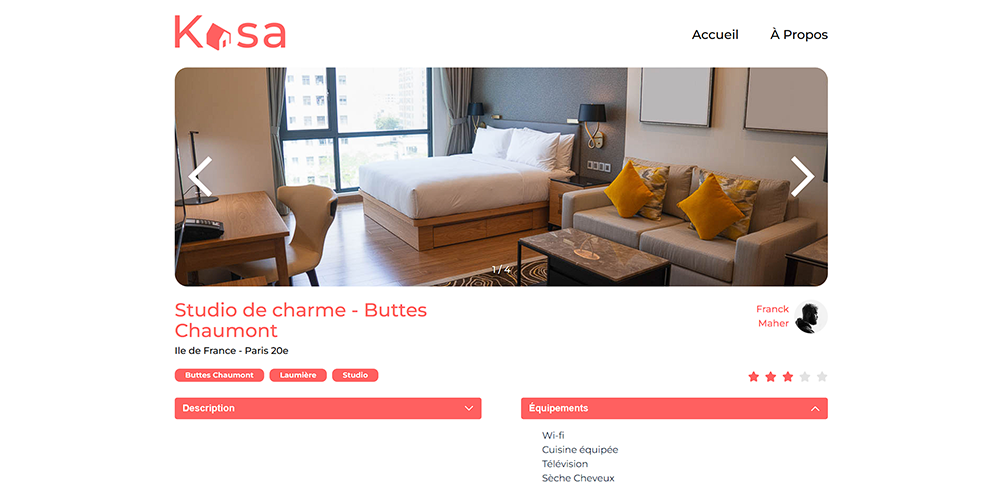 Kasa
Accueil
À Propos
1 / 4
Studio de charme - Buttes
Chaumont
Ile de France - Paris 20e
Franck
Maher
Buttes Chaumont
Laumière
Studio
Description
Équipements
Wi-fi
Cuisine équipée
Télévision
Sèche Cheveux